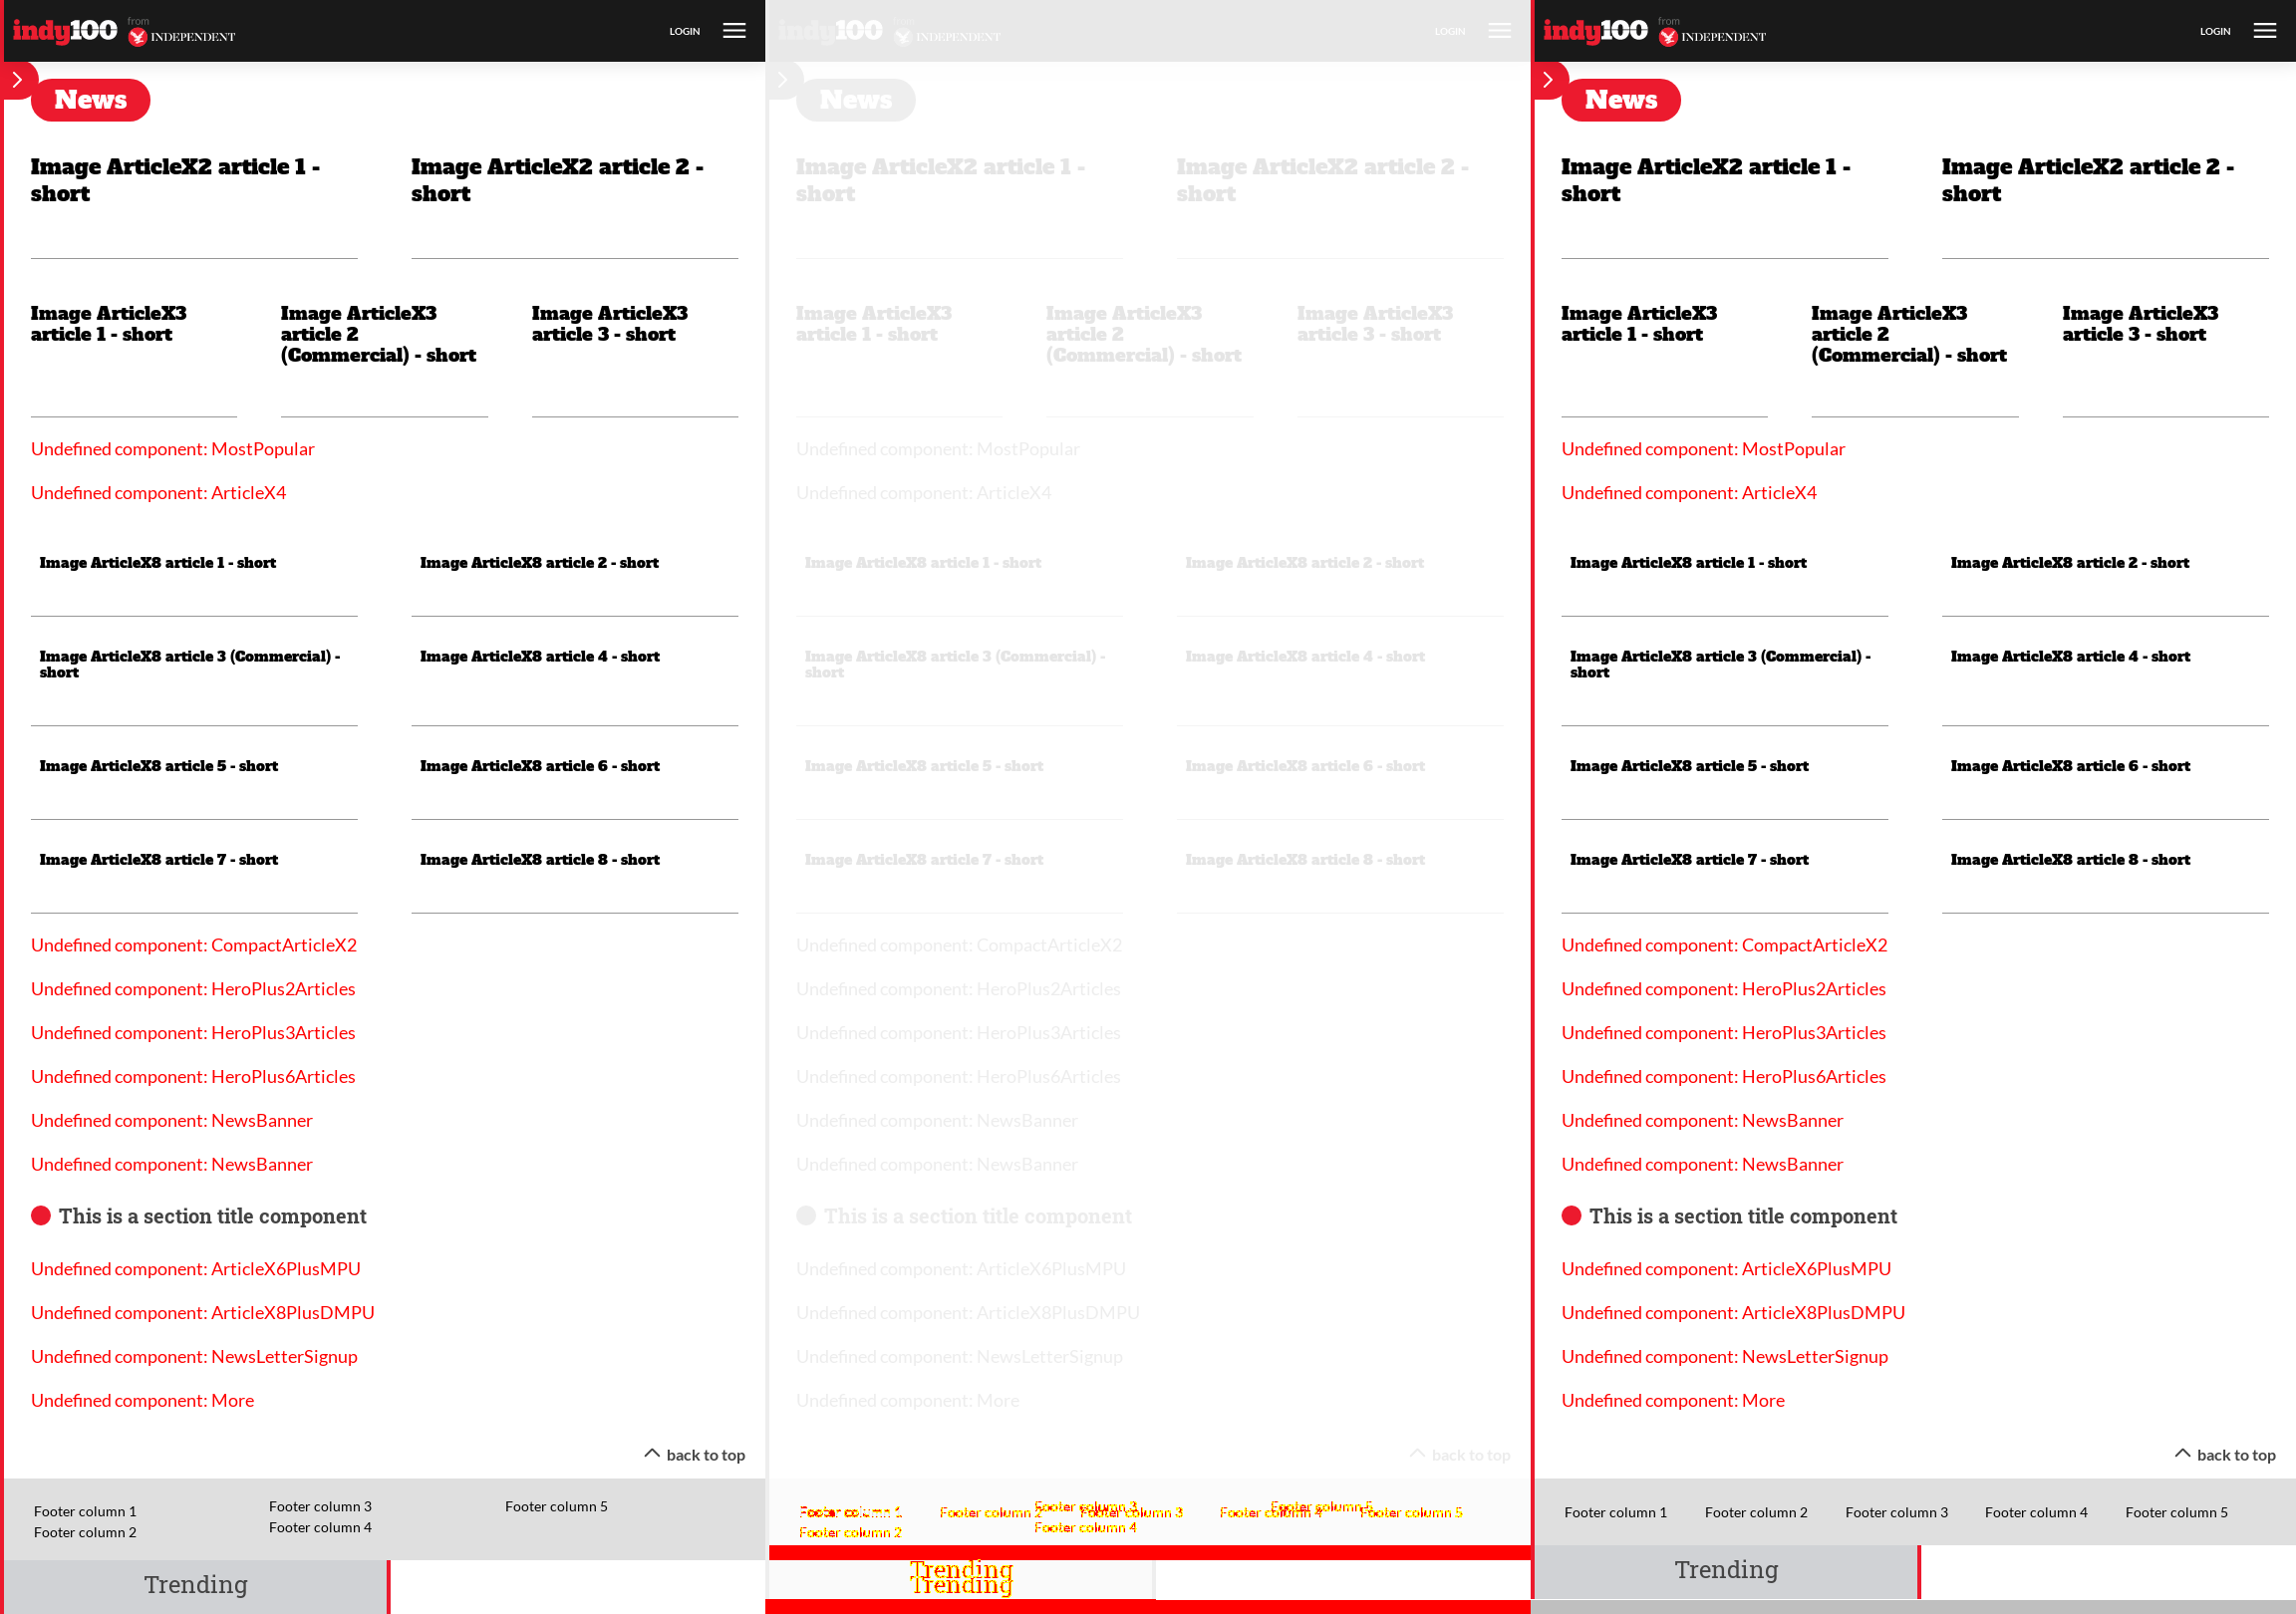 indy100 from INDEPENDENT LOGIN
News
Image ArticleX2 article 1 - short
Image ArticleX2 article 2 - short
Image ArticleX3 article 1 - short
Image ArticleX3 article 2 (Commercial) - short
Image ArticleX3 article 3 - short
Undefined component: MostPopular
Undefined component: ArticleX4
Image ArticleX8 article 1 - short
Image ArticleX8 article 2 - short
Image ArticleX8 article 3 (Commercial) - short
Image ArticleX8 article 4 - short
Image ArticleX8 article 5 - short
Image ArticleX8 article 6 - short
Image ArticleX8 article 7 - short
Image ArticleX8 article 8 - short
Undefined component: CompactArticleX2
Undefined component: HeroPlus2Articles
Undefined component: HeroPlus3Articles
Undefined component: HeroPlus6Articles
Undefined component: NewsBanner
Undefined component: NewsBanner
This is a section title component
Undefined component: ArticleX6PlusMPU
Undefined component: ArticleX8PlusDMPU
Undefined component: NewsLetterSignup
Undefined component: More
back to top
Footer column 1
Footer column 2
Footer column 3
Footer column 4
Footer column 5
Trending
indy100 from INDEPENDENT LOGIN
News
Image ArticleX2 article 1 - short
Image ArticleX2 article 2 - short
Image ArticleX3 article 1 - short
Image ArticleX3 article 2 (Commercial) - short
Image ArticleX3 article 3 - short
Undefined component: MostPopular
Undefined component: ArticleX4
Image ArticleX8 article 1 - short
Image ArticleX8 article 2 - short
Image ArticleX8 article 3 (Commercial) - short
Image ArticleX8 article 4 - short
Image ArticleX8 article 5 - short
Image ArticleX8 article 6 - short
Image ArticleX8 article 7 - short
Image ArticleX8 article 8 - short
Undefined component: CompactArticleX2
Undefined component: HeroPlus2Articles
Undefined component: HeroPlus3Articles
Undefined component: HeroPlus6Articles
Undefined component: NewsBanner
Undefined component: NewsBanner
This is a section title component
Undefined component: ArticleX6PlusMPU
Undefined component: ArticleX8PlusDMPU
Undefined component: NewsLetterSignup
Undefined component: More
back to top
Footer column 1
Footer column 2
Footer column 3
Footer column 3
Footer column 4
Footer column 5
Footer column 5
Footer column 2
Footer column 4
Trending
Trending
indy100 from INDEPENDENT LOGIN
News
Image ArticleX2 article 1 - short
Image ArticleX2 article 2 - short
Image ArticleX3 article 1 - short
Image ArticleX3 article 2 (Commercial) - short
Image ArticleX3 article 3 - short
Undefined component: MostPopular
Undefined component: ArticleX4
Image ArticleX8 article 1 - short
Image ArticleX8 article 2 - short
Image ArticleX8 article 3 (Commercial) - short
Image ArticleX8 article 4 - short
Image ArticleX8 article 5 - short
Image ArticleX8 article 6 - short
Image ArticleX8 article 7 - short
Image ArticleX8 article 8 - short
Undefined component: CompactArticleX2
Undefined component: HeroPlus2Articles
Undefined component: HeroPlus3Articles
Undefined component: HeroPlus6Articles
Undefined component: NewsBanner
Undefined component: NewsBanner
This is a section title component
Undefined component: ArticleX6PlusMPU
Undefined component: ArticleX8PlusDMPU
Undefined component: NewsLetterSignup
Undefined component: More
back to top
Footer column 1
Footer column 2
Footer column 3
Footer column 4
Footer column 5
Trending